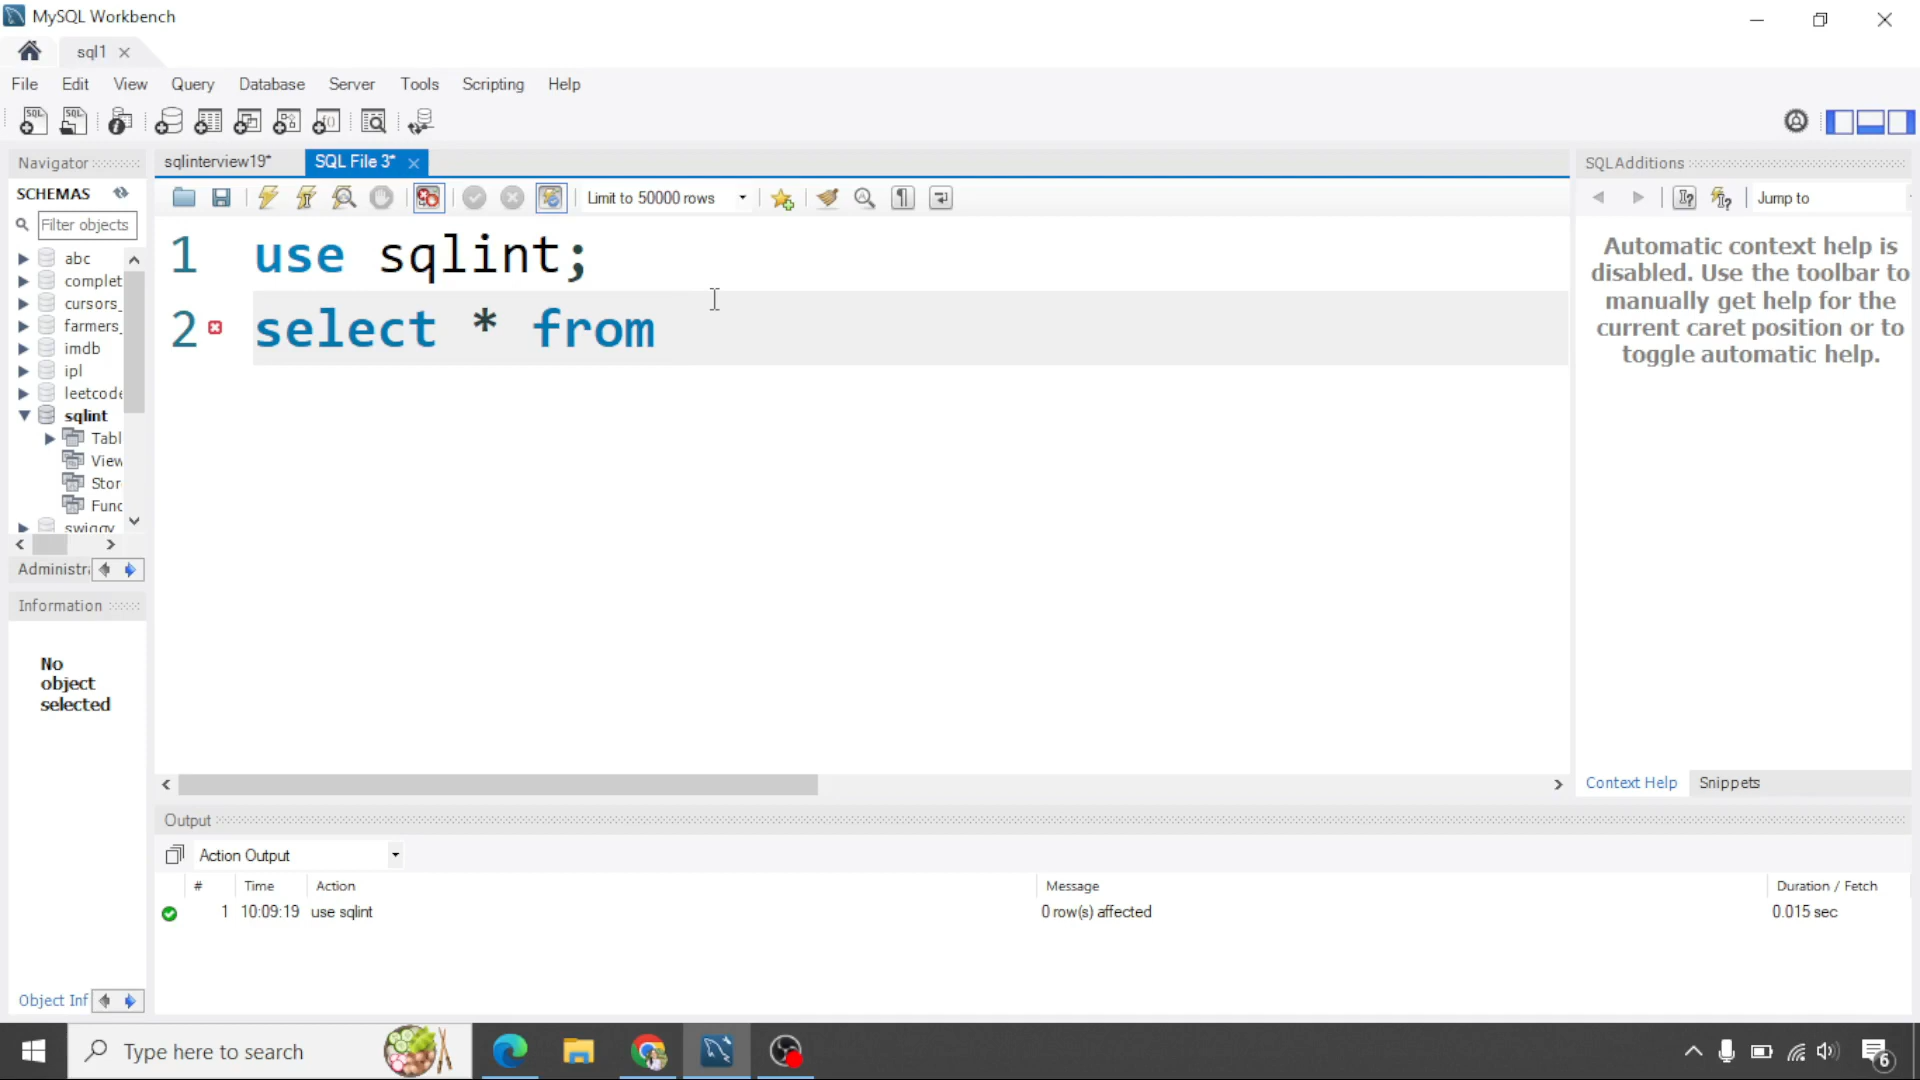 MySQL Workbench
sql1
File Edit View Query Database Server Tools Scripting Help
Navigator
sqlinterview19*
SQL File 3*
SQLAdditions
SCHEMAS
Limit to 50000 rows
Jump to
Filter objects
abc
complet
cursors_
farmers_
imdb
ipl
leetcode
sqlint
Tabl
View
Stor
Func
swiggy
1 use sqlint;
2 select * from
Automatic context help is
disabled. Use the toolbar to
manually get help for the
current caret position or to
toggle automatic help.
Administra
Information
No
object
selected
Context Help Snippets
Output
Action Output
# Time Action Message Duration / Fetch
1 10:09:19 use sqlint 0 row(s) affected 0.015 sec
Object Inf
Type here to search
6